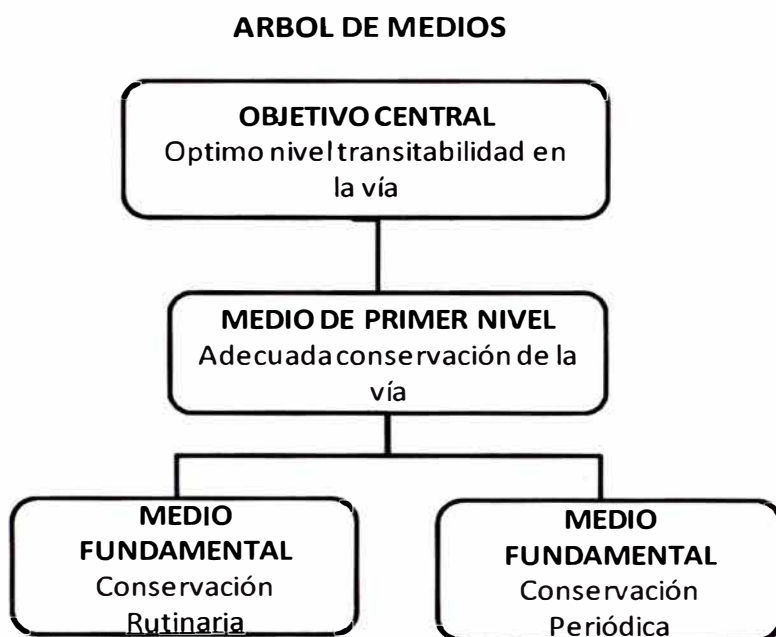 ARBOL DE MEDIOS
OBJETIVO CENTRAL
Optimo nivel transitabilidad en
la vía
MEDIO DE PRIMER NIVEL
Adecuada conservación de la
vía
MEDIO
FUNDAMENTAL
Conservación
Rutinaria
MEDIO
FUNDAMENTAL
Conservación
Periódica